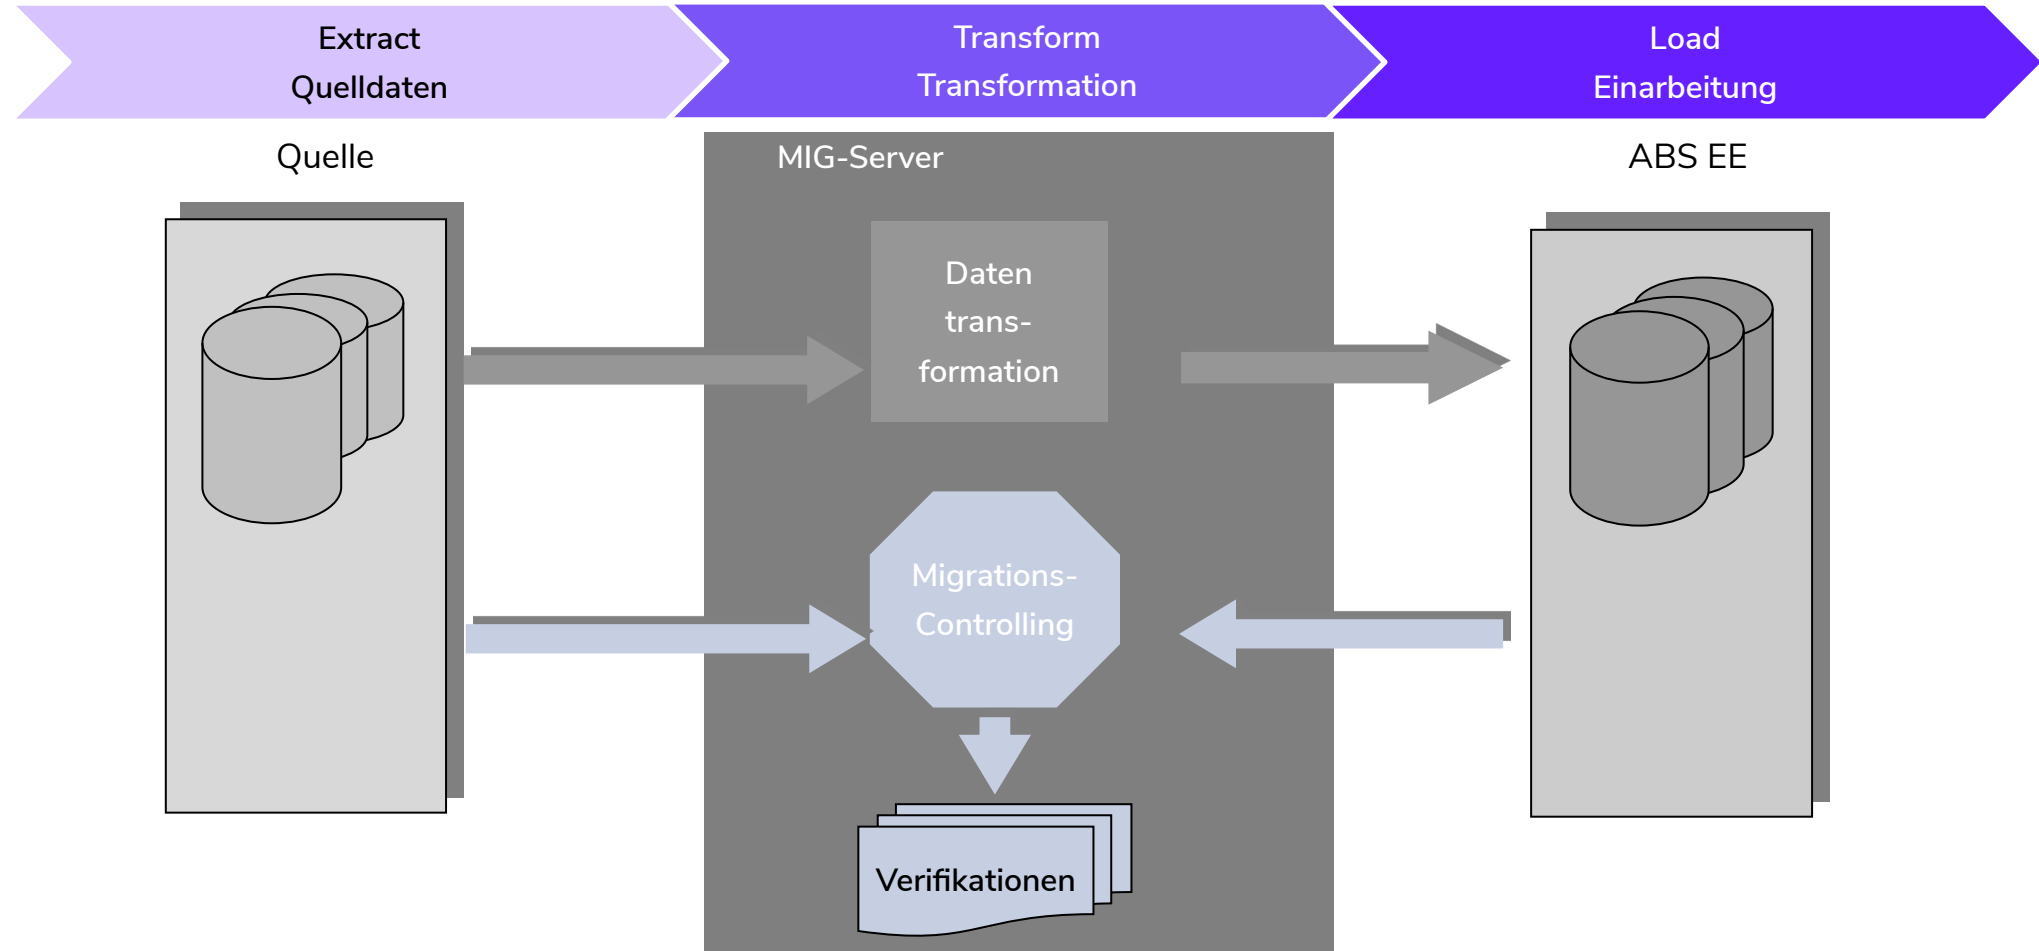 Extract
Quelldaten
Transform
Transformation
Load
Einarbeitung
Quelle
MIG-Server
ABS EE
Daten
trans-
formation
Migrations-
Controlling
Verifikationen